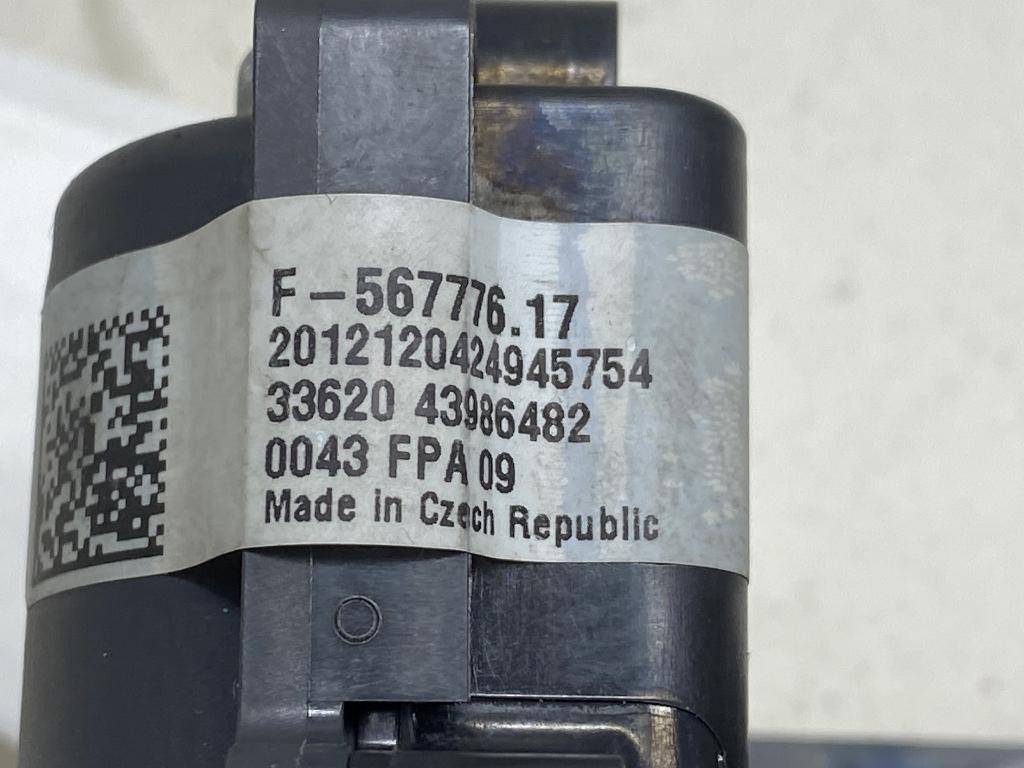 F-567776.17
2012120424945754
33620 43986482
0043 FPA 09
Made in Czech Republic